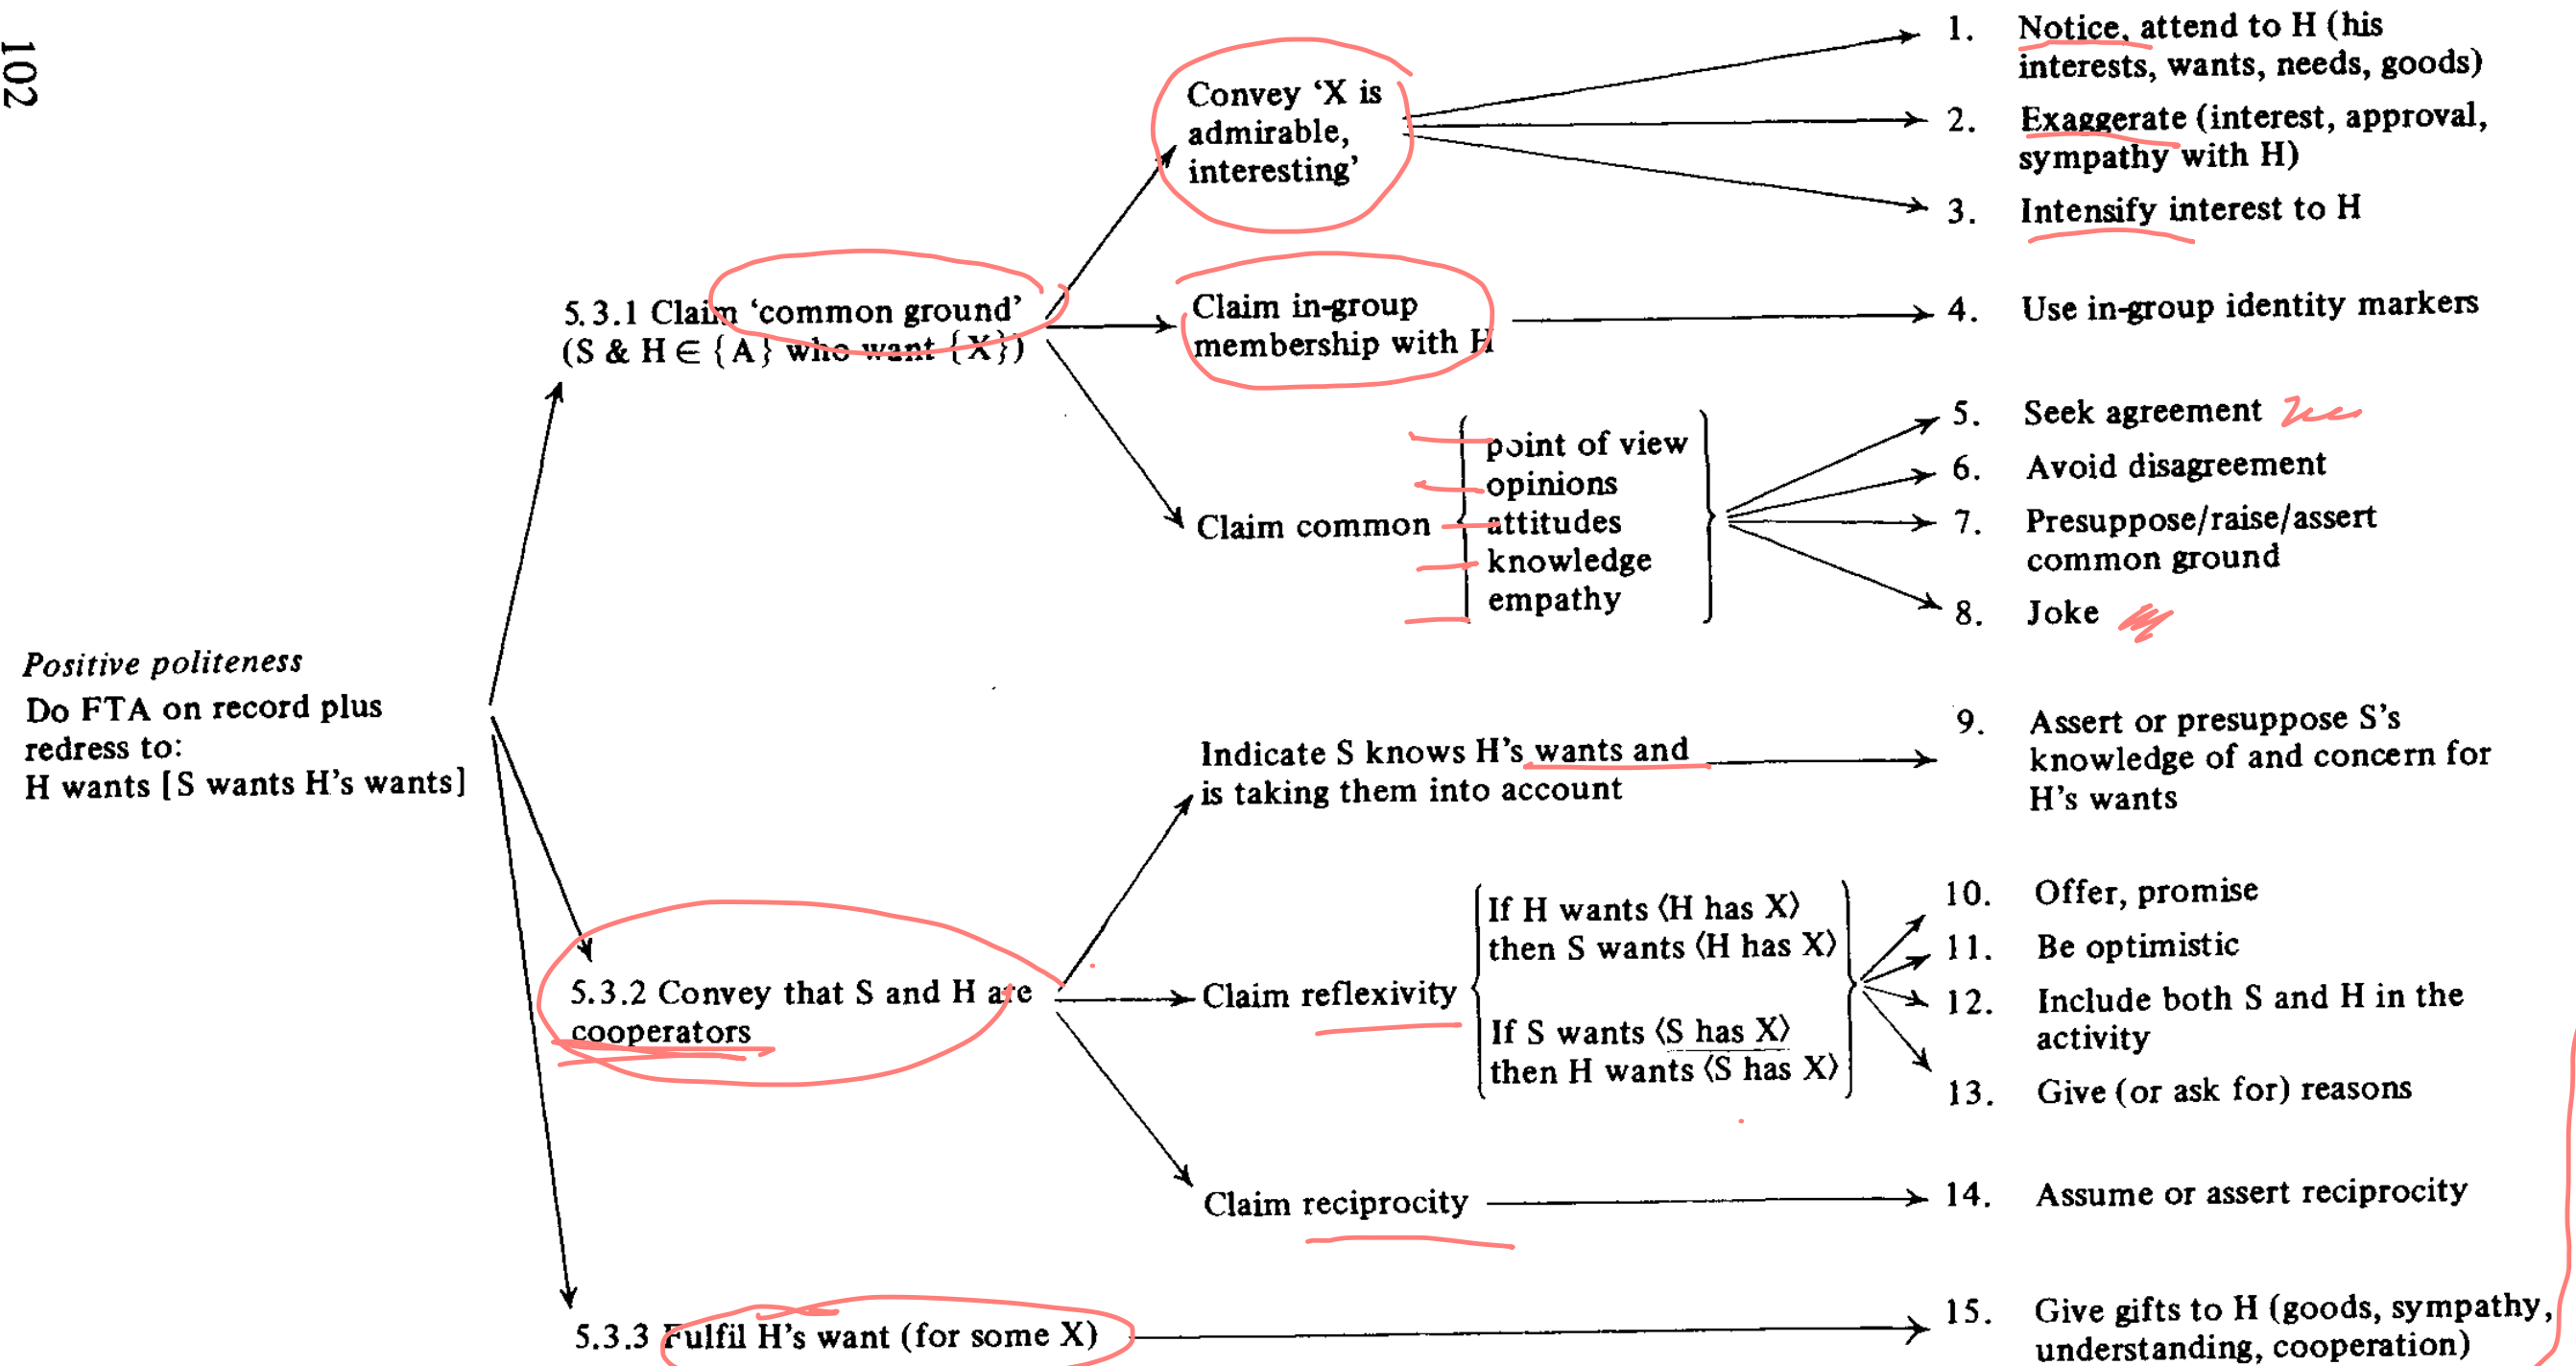 102
Positive politeness
Do FTA on record plus
redress to:
H wants [S wants H's wants]
5.3.1 Claim ‘common ground’
(S & H ∈ {A} who want {X})
Convey ‘X is
admirable,
interesting’
1. Notice, attend to H (his
interests, wants, needs, goods)
2. Exaggerate (interest, approval,
sympathy with H)
3. Intensify interest to H
Claim in-group
membership with H
4. Use in-group identity markers
Claim common
point of view
opinions
attitudes
knowledge
empathy
5. Seek agreement
6. Avoid disagreement
7. Presuppose/raise/assert
common ground
8. Joke
5.3.2 Convey that S and H are
cooperators
Indicate S knows H's wants and
is taking them into account
9. Assert or presuppose S's
knowledge of and concern for
H's wants
Claim reflexivity
If H wants ⟨H has X⟩
then S wants ⟨H has X⟩
If S wants ⟨S has X⟩
then H wants ⟨S has X⟩
10. Offer, promise
11. Be optimistic
12. Include both S and H in the
activity
13. Give (or ask for) reasons
Claim reciprocity
14. Assume or assert reciprocity
5.3.3 Fulfil H's want (for some X)
15. Give gifts to H (goods, sympathy,
understanding, cooperation)